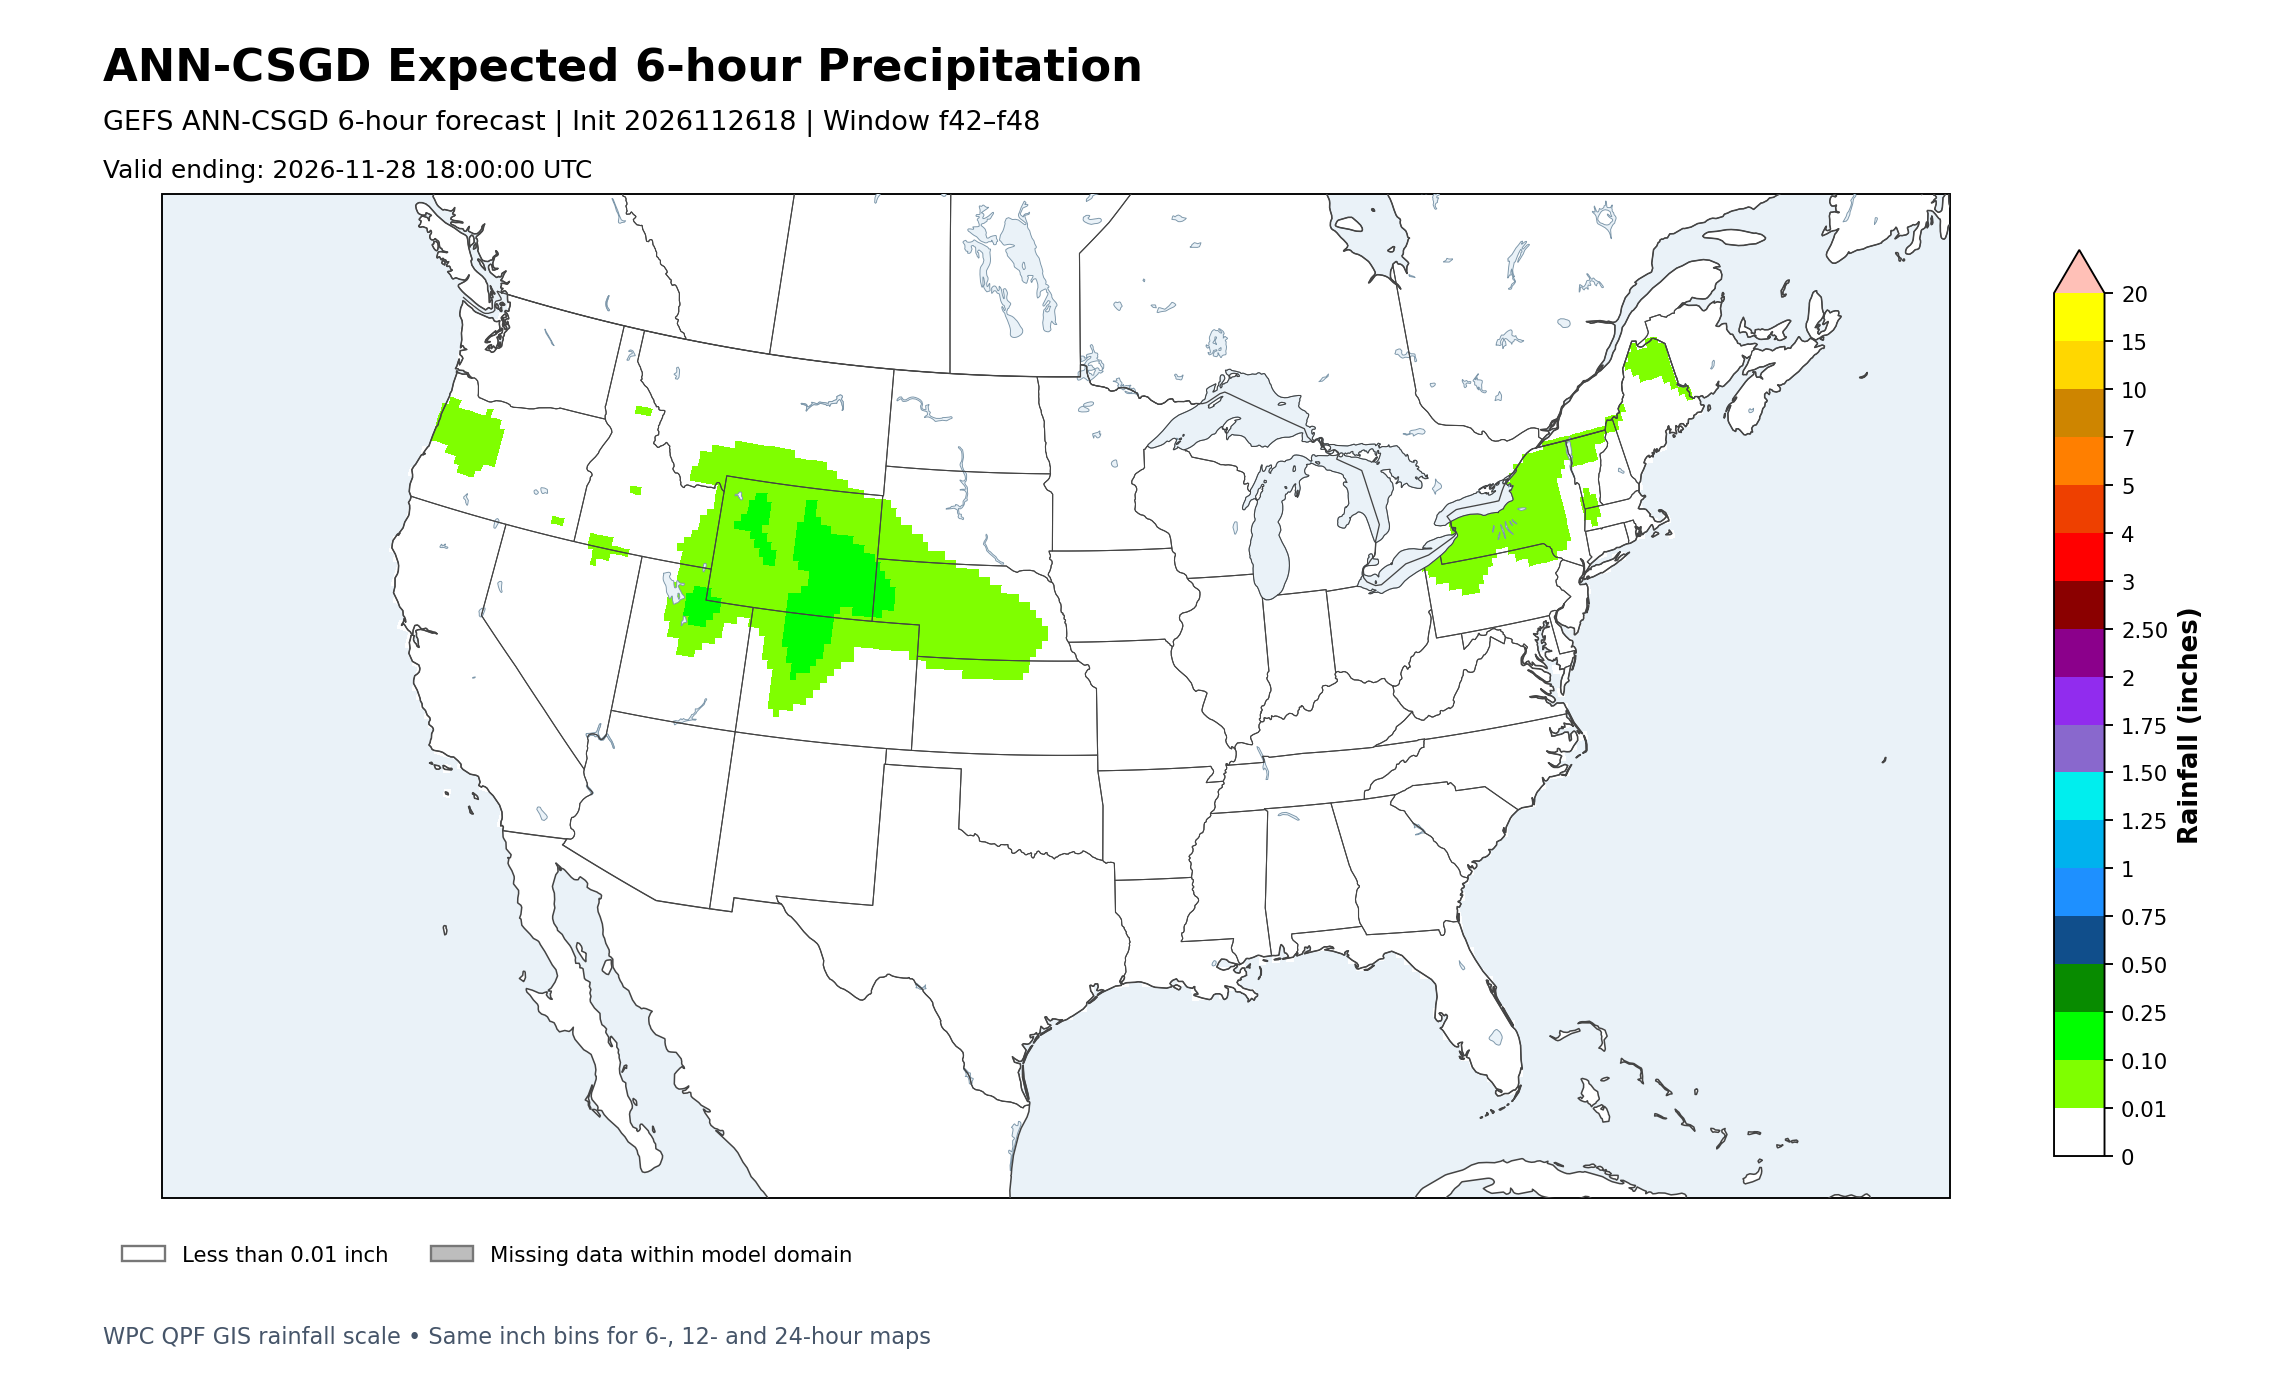 ANN-CSGD Expected 6-hour Precipitation
GEFS ANN-CSGD 6-hour forecast | Init 2026112618 | Window f42–f48
Valid ending: 2026-11-28 18:00:00 UTC
20
15
10
7
5
4
3
2.50
2
1.75
1.50
1.25
1
0.75
0.50
0.25
0.10
0.01
0
Rainfall (inches)
Less than 0.01 inch
Missing data within model domain
WPC QPF GIS rainfall scale • Same inch bins for 6-, 12- and 24-hour maps